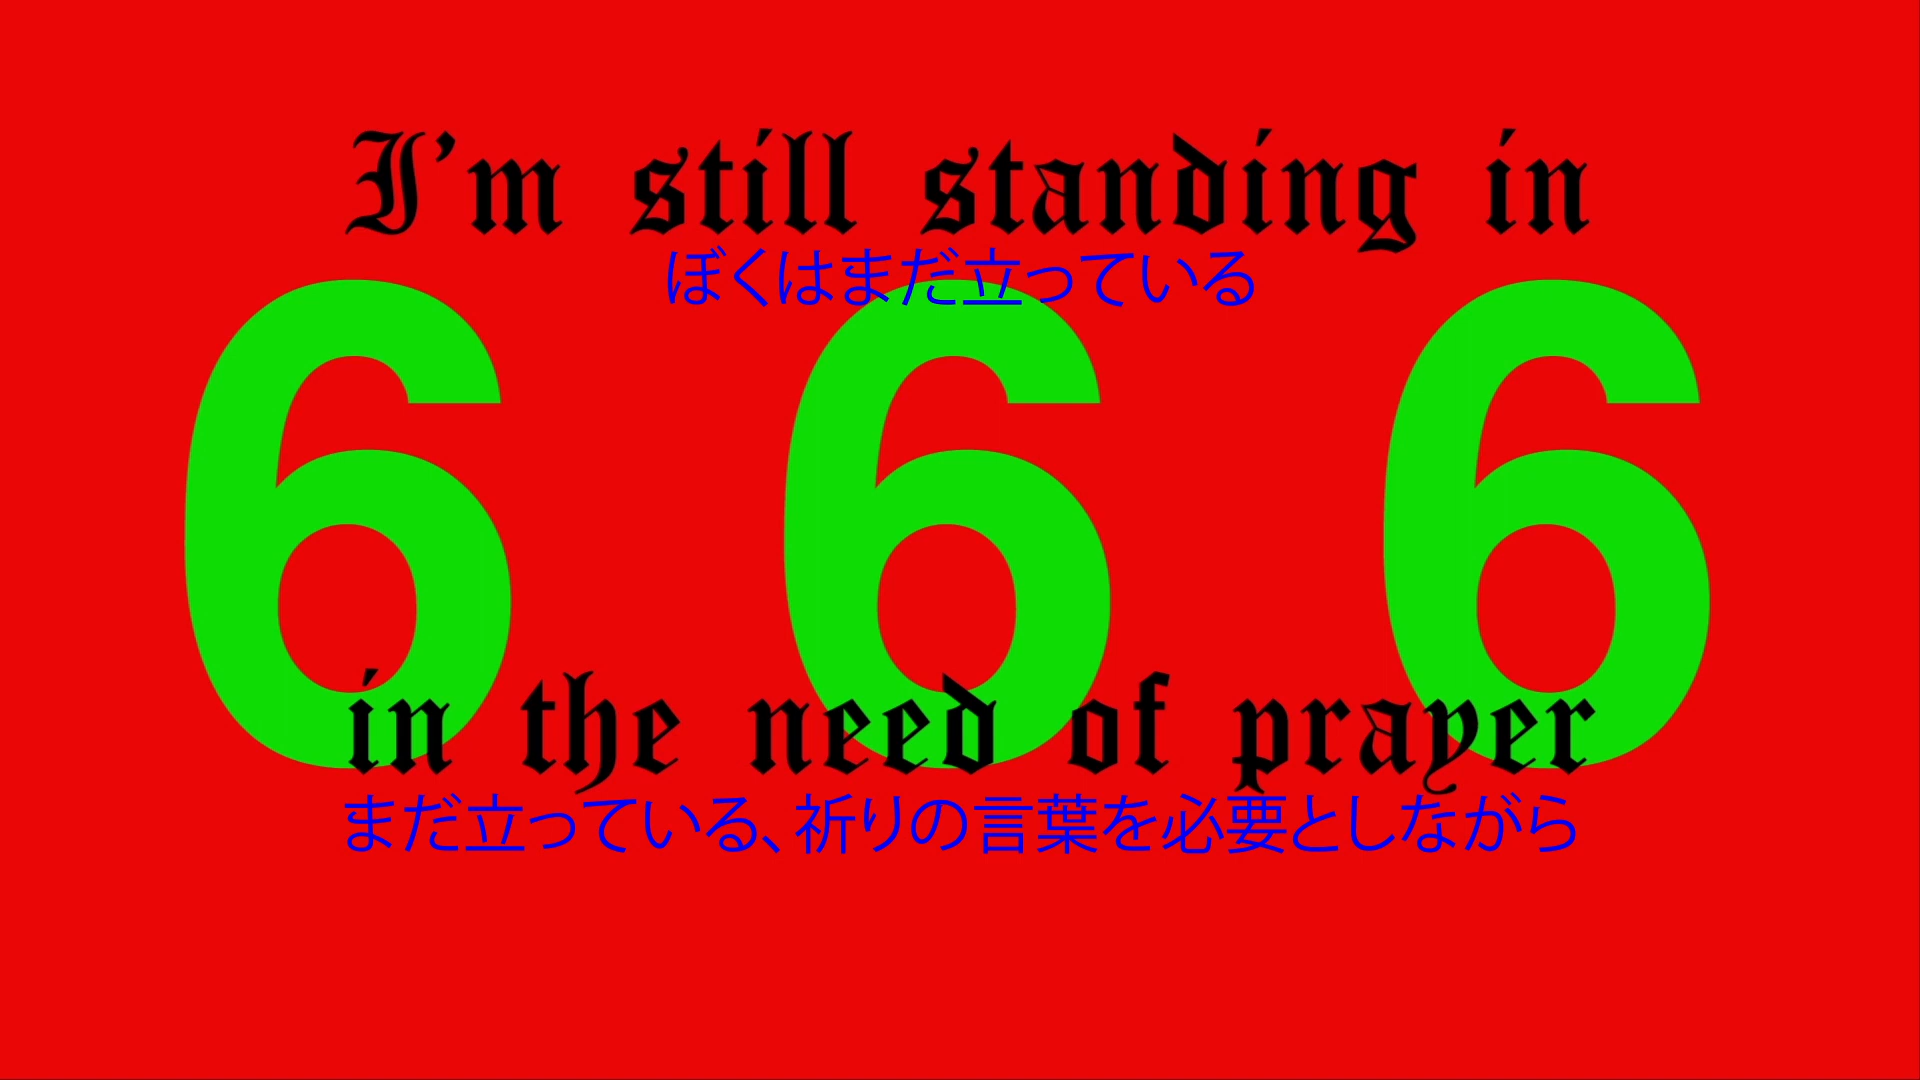 I'm still standing in
ぼくはまだ立っている
6 6 6
in the need of prayer
まだ立っている、祈りの言葉を必要としながら